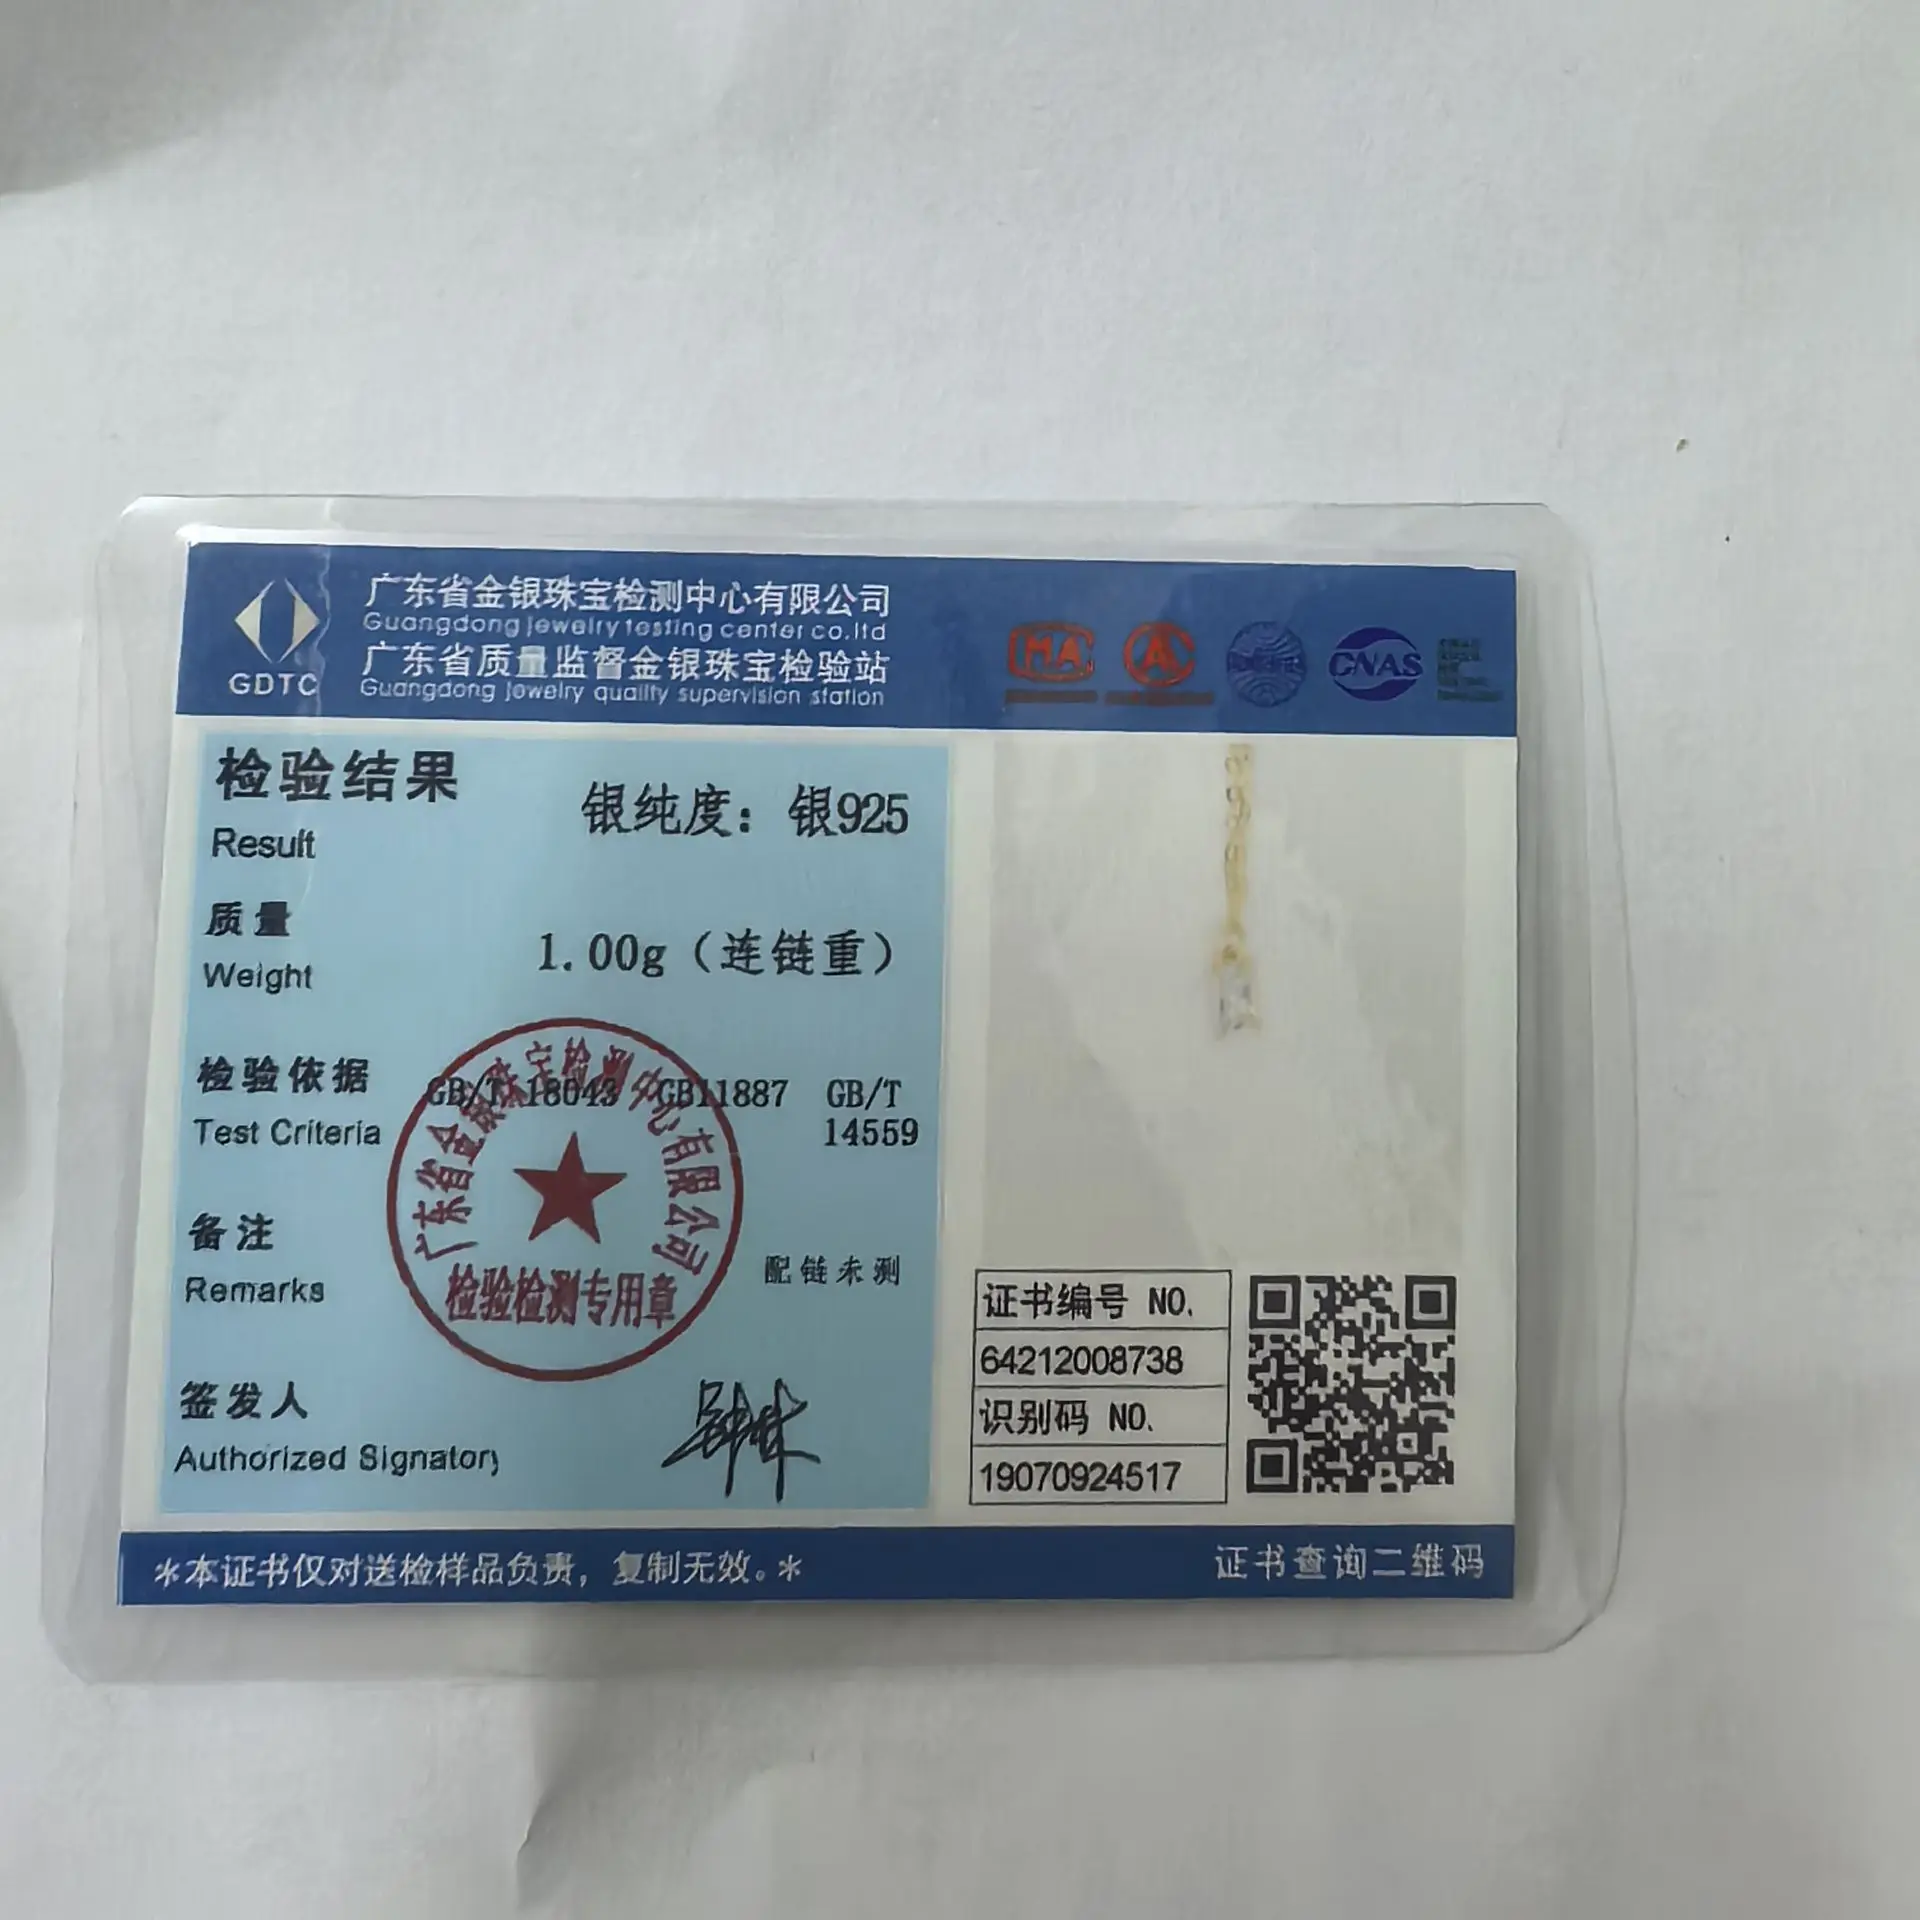 广东省金银珠宝检测中心有限公司
Guangdong jewelry testing center co.ltd
广东省质量监督金银珠宝检验站
Guangdong jewelry quality supervision station
GDTC
MA
A
CNAS
检验结果
Result
银纯度：银925
质量
Weight
1.00g（连链重）
检验依据
Test Criteria
GB/T 18043 GB11887 GB/T
14559
广东省金银珠宝检测中心有限公司
检验检测专用章
备注
Remarks
配链未测
签发人
Authorized Signatory
证书编号 NO.
64212008738
识别码 NO.
19070924517
*本证书仅对送检样品负责，复制无效。*
证书查询二维码